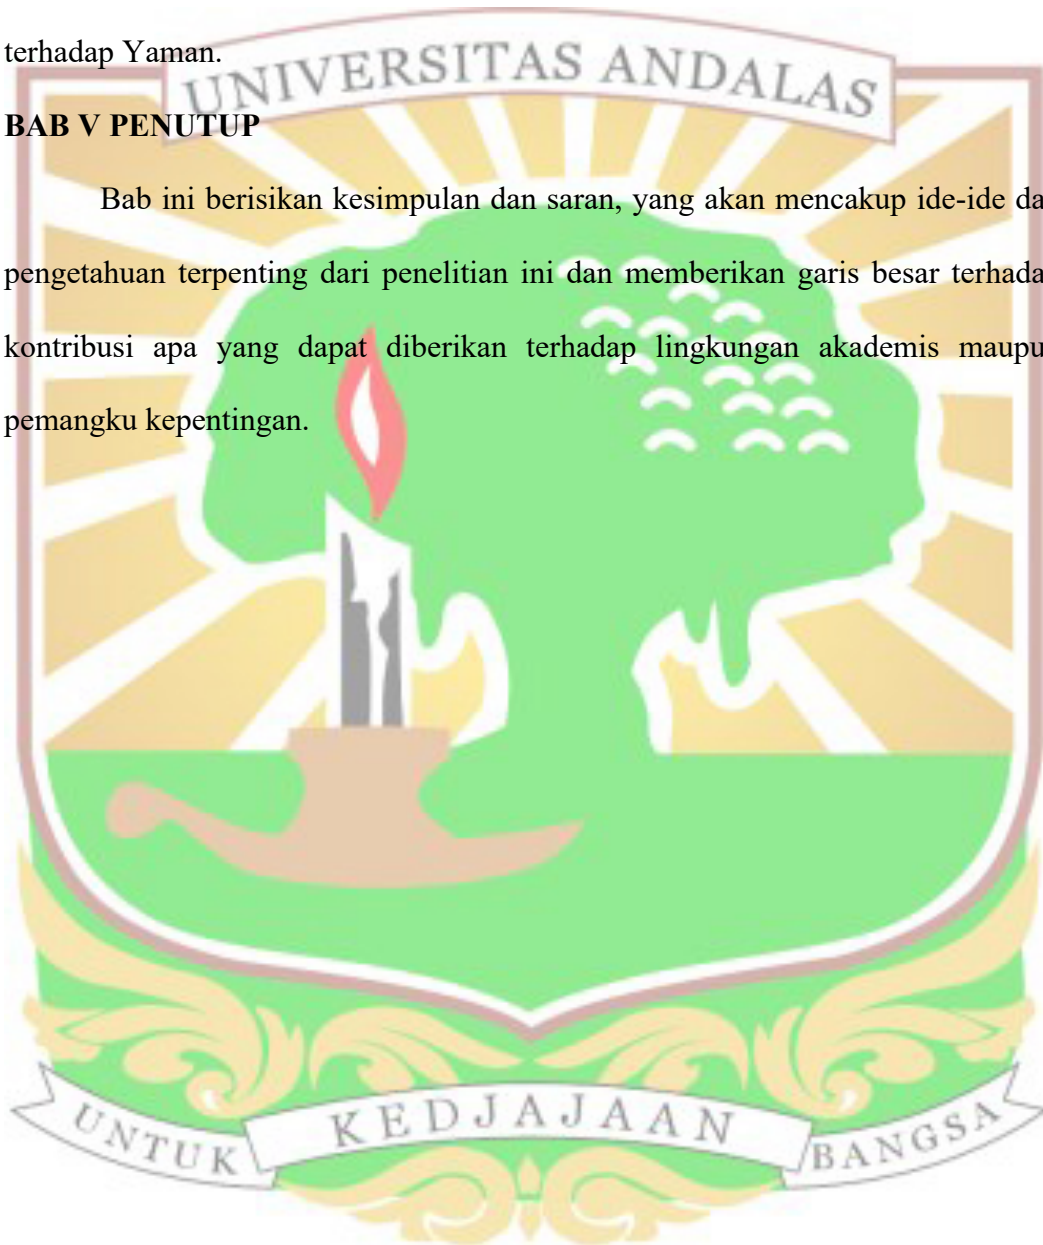 terhadap Yaman.
UNIVERSITAS ANDALAS
BAB V PENUTUP
Bab ini berisikan kesimpulan dan saran, yang akan mencakup ide-ide da
pengetahuan terpenting dari penelitian ini dan memberikan garis besar terhada
kontribusi apa yang dapat diberikan terhadap lingkungan akademis maupu
pemangku kepentingan.
UNTUK KEDJAJAAN BANGSA